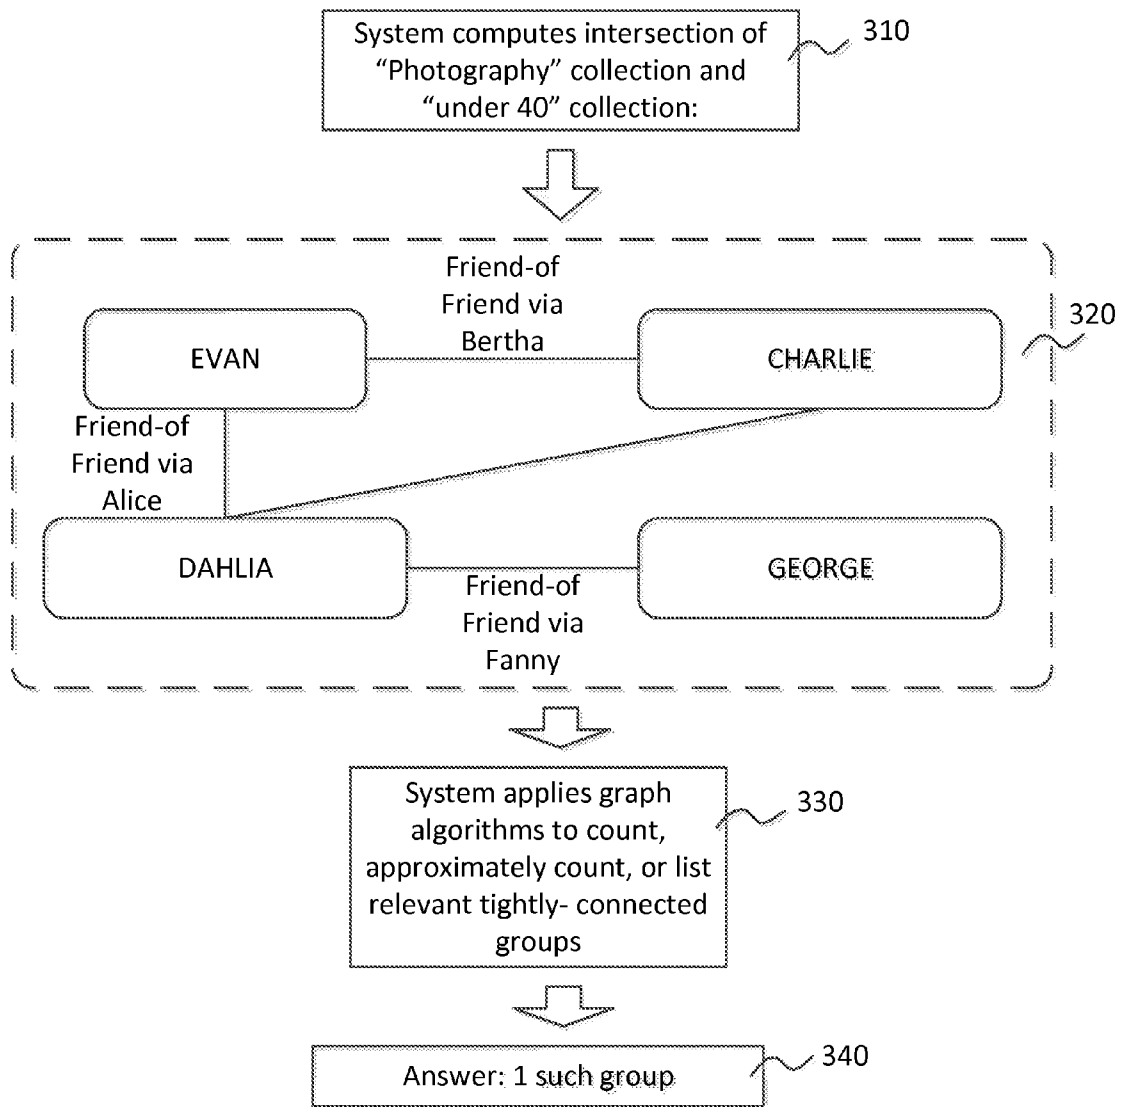 System computes intersection of
“Photography” collection and
“under 40” collection:
310
Friend-of
Friend via
Bertha
320
EVAN
CHARLIE
Friend-of
Friend via
Alice
DAHLIA
GEORGE
Friend-of
Friend via
Fanny
System applies graph
algorithms to count,
approximately count, or list
relevant tightly- connected
groups
330
Answer: 1 such group
340